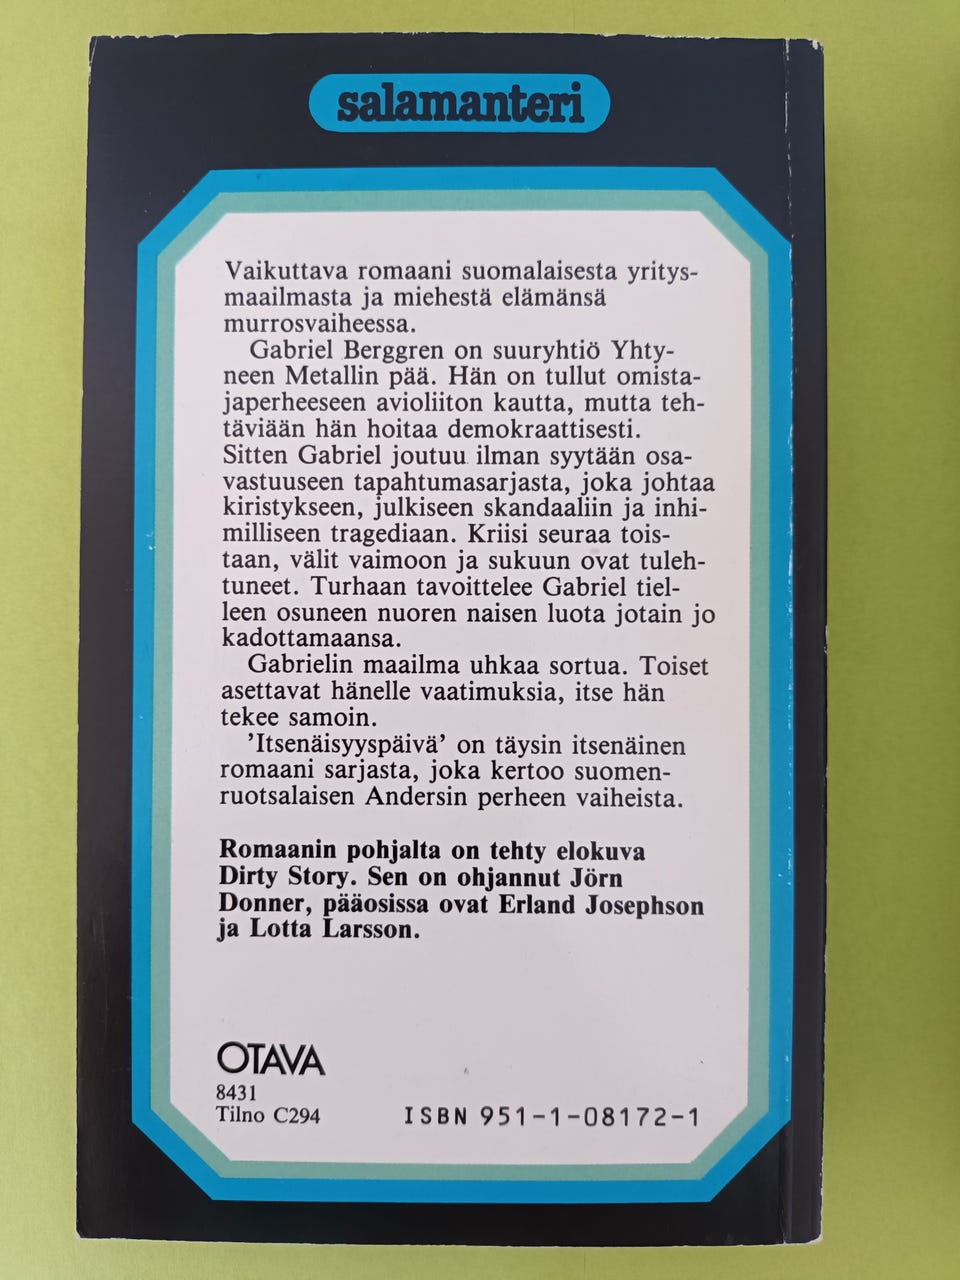 salamanteri
Vaikuttava romaani suomalaisesta yritys-
maailmasta ja miehestä elämänsä
murrosvaiheessa.
Gabriel Berggren on suuryhtiö Yhty-
neen Metallin pää. Hän on tullut omista-
japerheeseen avioliiton kautta, mutta teh-
täviään hän hoitaa demokraattisesti.
Sitten Gabriel joutuu ilman syytään osa-
vastuuseen tapahtumasarjasta, joka johtaa
kiristykseen, julkiseen skandaaliin ja inhi-
milliseen tragediaan. Kriisi seuraa tois-
taan, välit vaimoon ja sukuun ovat tuleh-
tuneet. Turhaan tavoittelee Gabriel tiel-
leen osuneen nuoren naisen luota jotain jo
kadottamaansa.
Gabrielin maailma uhkaa sortua. Toiset
asettavat hänelle vaatimuksia, itse hän
tekee samoin.
’Itsenäisyyspäivä’ on täysin itsenäinen
romaani sarjasta, joka kertoo suomen-
ruotsalaisen Andersin perheen vaiheista.
Romaanin pohjalta on tehty elokuva
Dirty Story. Sen on ohjannut Jörn
Donner, pääosissa ovat Erland Josephson
ja Lotta Larsson.
OTAVA
8431
Tilno C294
ISBN 951-1-08172-1